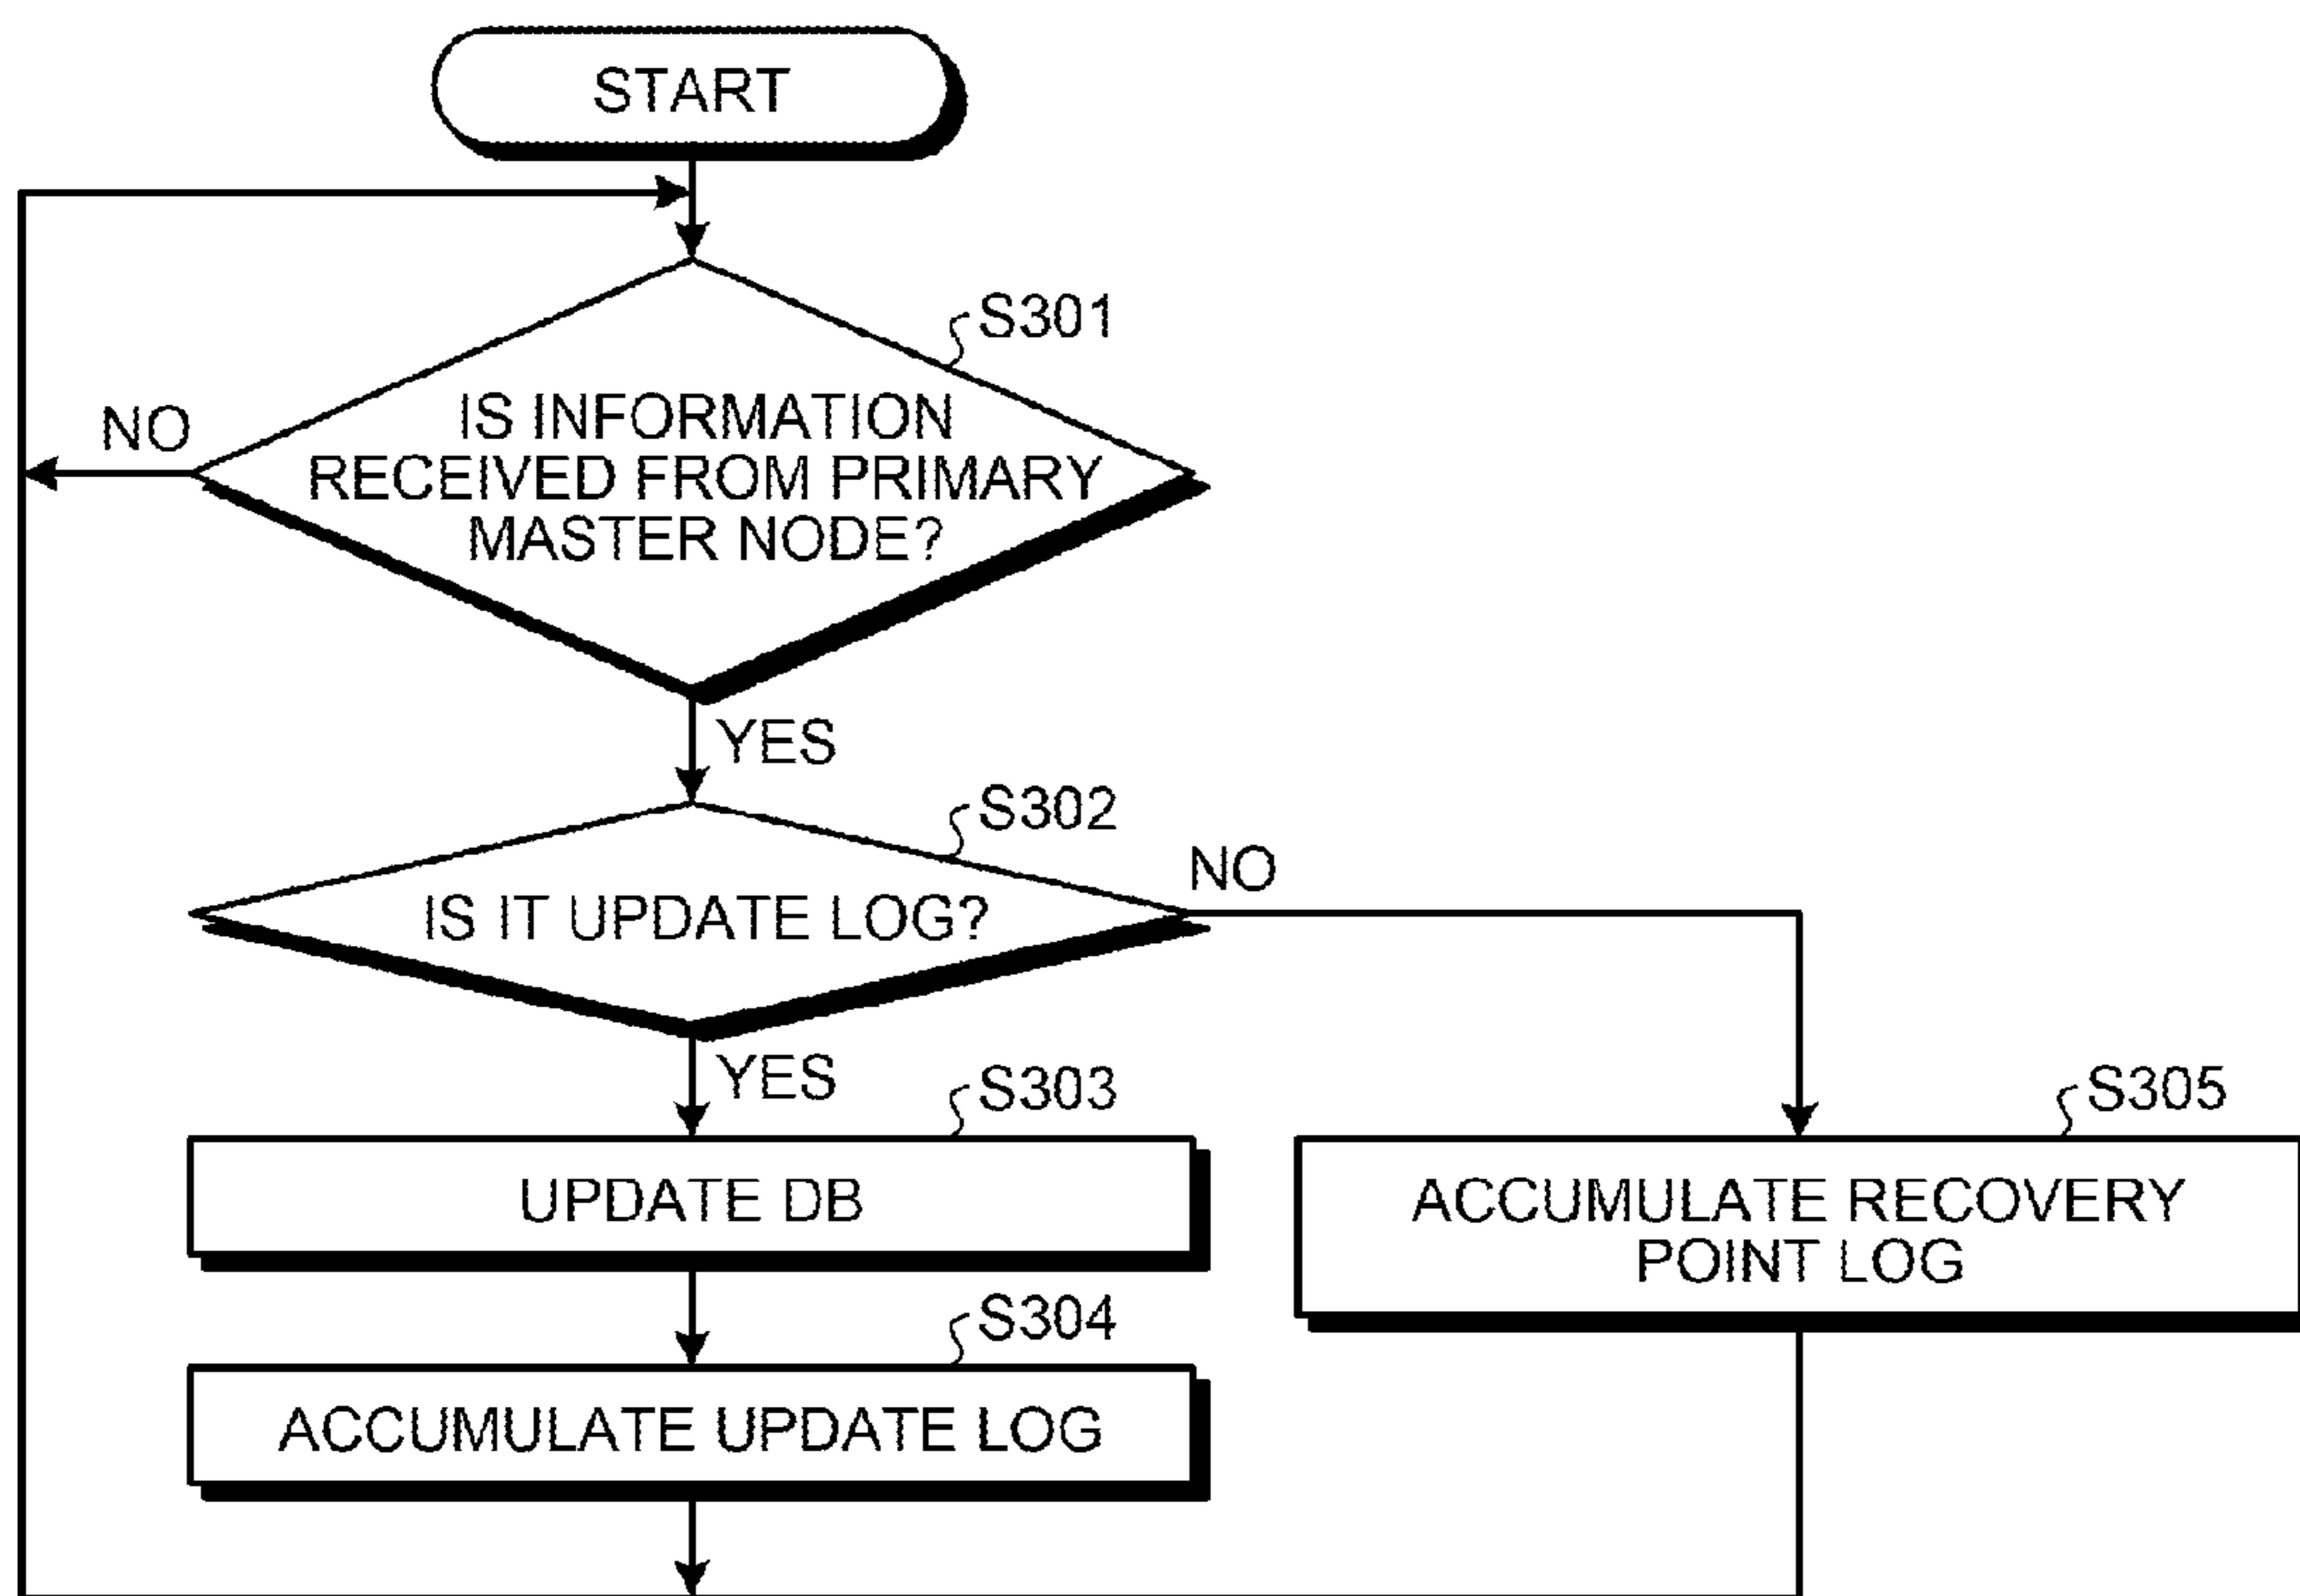 START
S301
IS INFORMATION
RECEIVED FROM PRIMARY
MASTER NODE?
NO
YES
S302
IS IT UPDATE LOG?
NO
YES
S303
UPDATE DB
S305
ACCUMULATE RECOVERY
POINT LOG
S304
ACCUMULATE UPDATE LOG